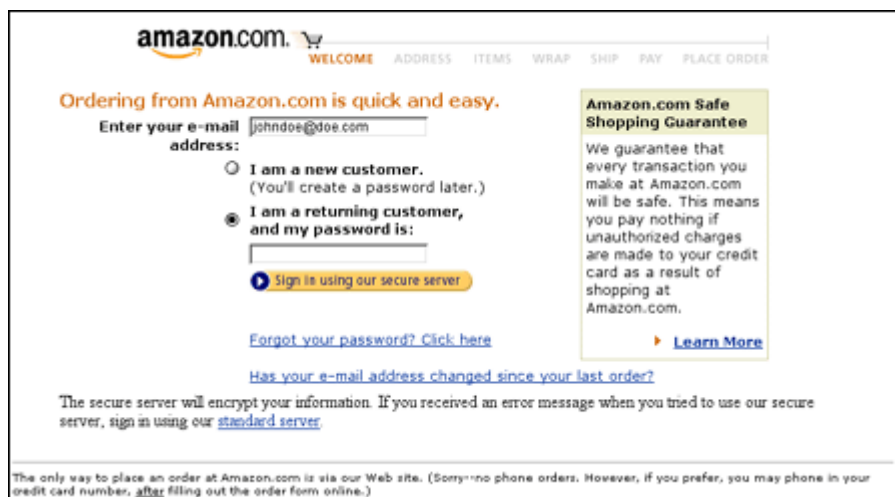 amazon.com.
WELCOME ADDRESS ITEMS WRAP SHIP PAY PLACE ORDER
Ordering from Amazon.com is quick and easy.
Enter your e-mail address:
johndoe@doe.com
I am a new customer.
(You'll create a password later.)
I am a returning customer,
and my password is:
Sign in using our secure server
Forgot your password? Click here
Has your e-mail address changed since your last order?
Amazon.com Safe
Shopping Guarantee
We guarantee that
every transaction you
make at Amazon.com
will be safe. This means
you pay nothing if
unauthorized charges
are made to your credit
card as a result of
shopping at
Amazon.com.
Learn More
The secure server will encrypt your information. If you received an error message when you tried to use our secure
server, sign in using our standard server.
The only way to place an order at Amazon.com is via our Web site. (Sorry--no phone orders. However, if you prefer, you may phone in your
credit card number, after filling out the order form online.)